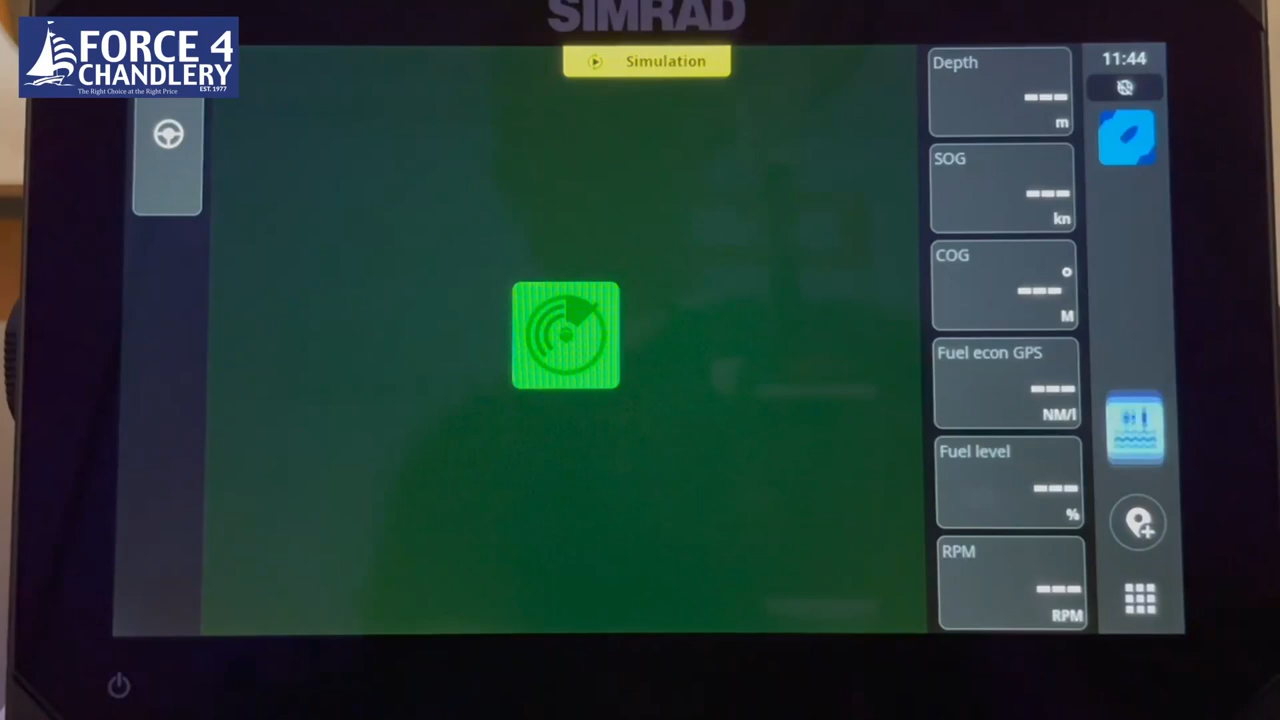 SIMRAD
FORCE 4
CHANDLERY
EST. 1977
The Right Choice at the Right Price
Simulation
11:44
Depth
---
m
SOG
---
kn
COG
°
---
M
Fuel econ GPS
---
NM/l
Fuel level
---
%
RPM
---
RPM